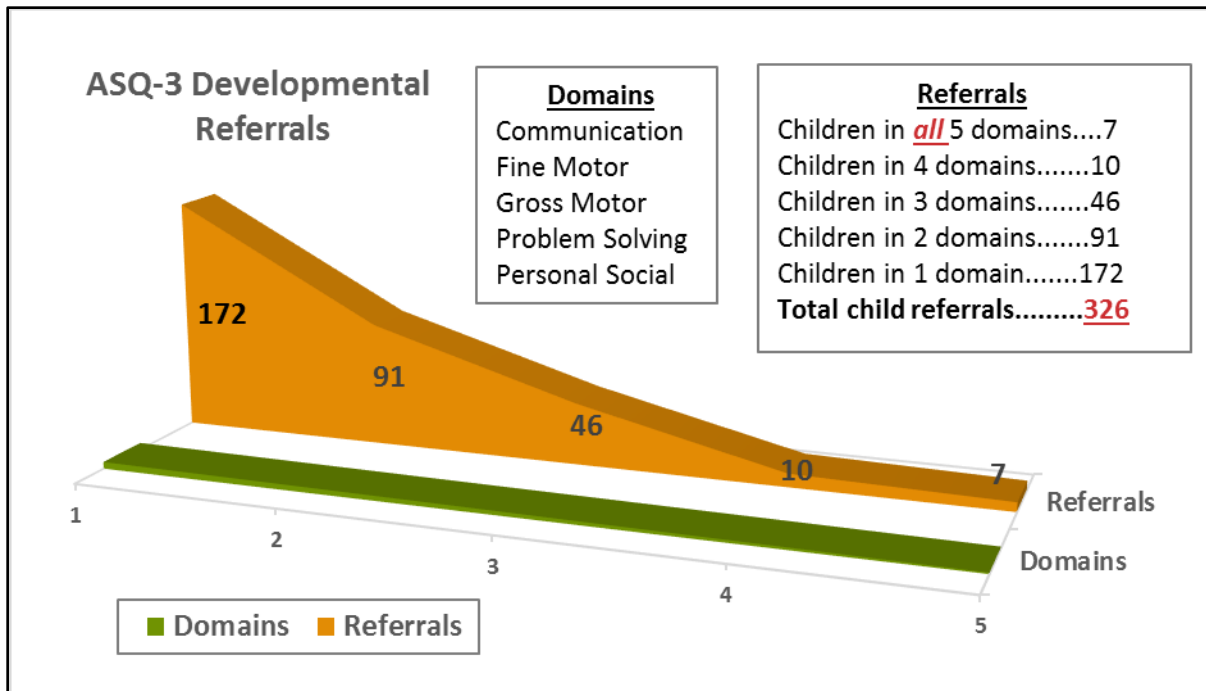 ASQ-3 Developmental
Referrals
Domains
Communication
Fine Motor
Gross Motor
Problem Solving
Personal Social
Referrals
Children in all 5 domains....7
Children in 4 domains.......10
Children in 3 domains.......46
Children in 2 domains.......91
Children in 1 domain.......172
Total child referrals.........326
172
91
46
10
7
Referrals
Domains
1
2
3
4
5
Domains
Referrals